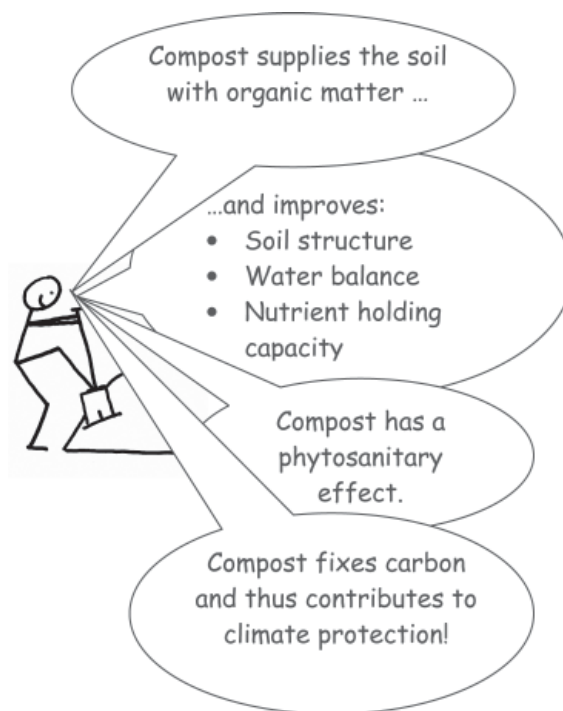 Compost supplies the soil
with organic matter …
…and improves:
• Soil structure
• Water balance
• Nutrient holding
capacity
Compost has a
phytosanitary
effect.
Compost fixes carbon
and thus contributes to
climate protection!